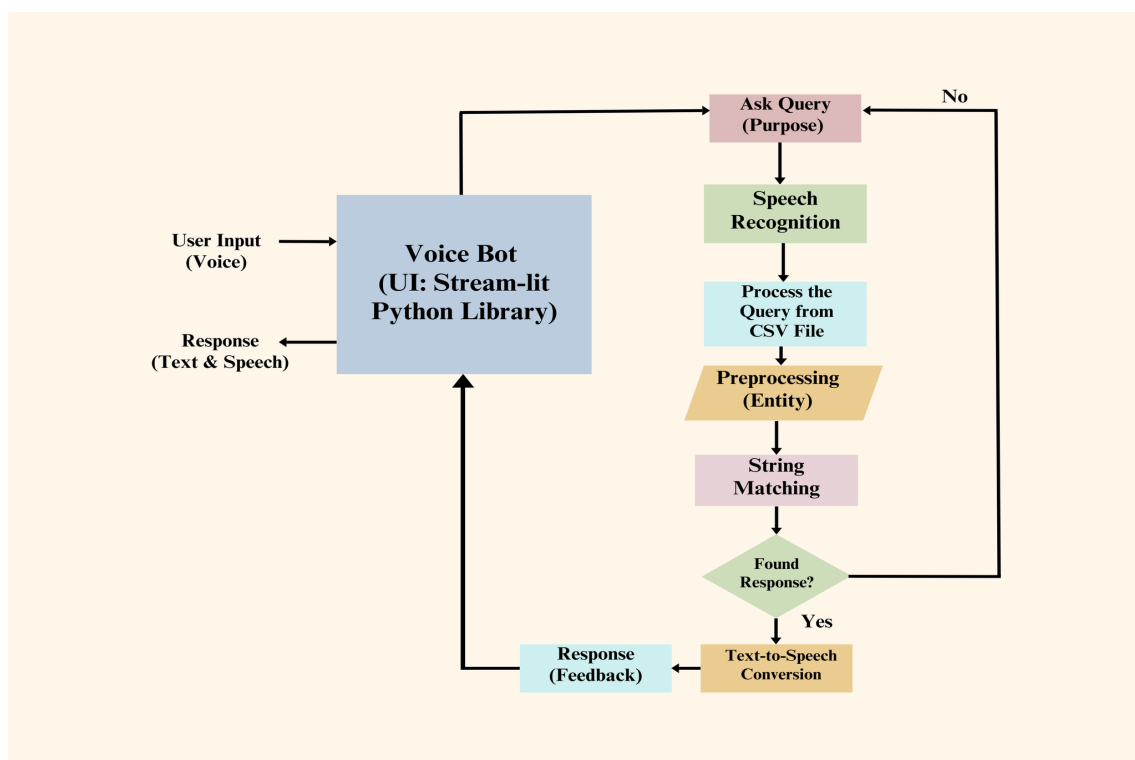 No
Ask Query
(Purpose)
Speech
Recognition
User Input
(Voice)
Voice Bot
(UI: Stream-lit
Python Library)
Process the
Query from
CSV File
Response
(Text & Speech)
Preprocessing
(Entity)
String
Matching
Found
Response?
Yes
Text-to-Speech
Conversion
Response
(Feedback)